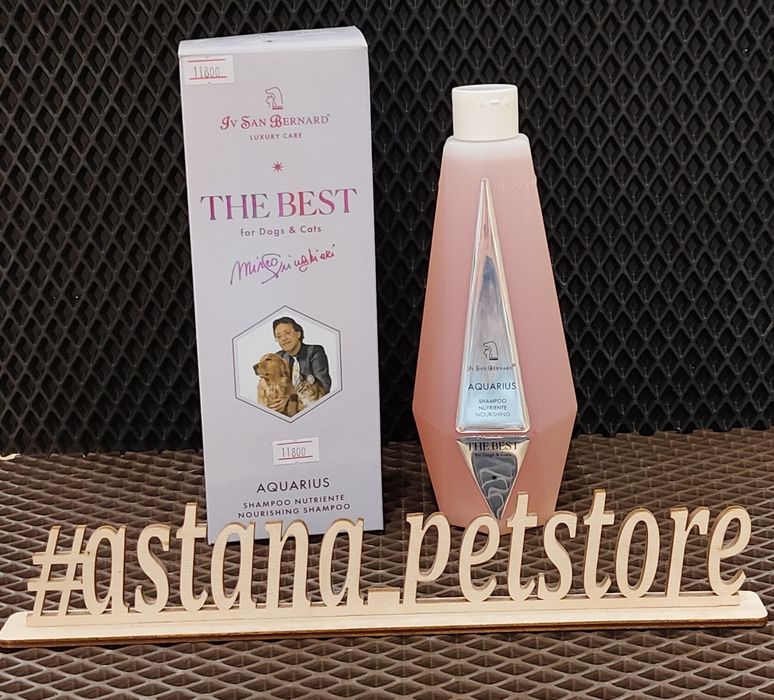 11800
Iv San Bernard®
LUXURY CARE
THE BEST
for Dogs & Cats
11800
AQUARIUS
SHAMPOO NUTRIENTE
NOURISHING SHAMPOO
Iv San Bernard
AQUARIUS
SHAMPOO
NUTRIENTE
NOURISHING
THE BEST
for Dogs & Cats
#astana_petstore